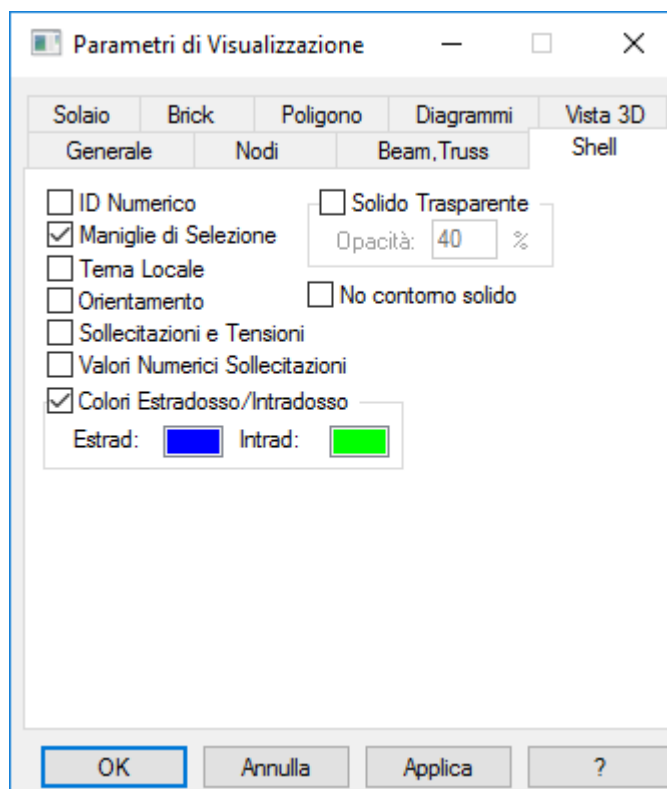 Parametri di Visualizzazione
Solaio Brick Poligono Diagrammi Vista 3D
Generale Nodi Beam,Truss Shell
ID Numerico
Maniglie di Selezione
Terna Locale
Orientamento
Sollecitazioni e Tensioni
Valori Numerici Sollecitazioni
Colori Estradosso/Intradosso
Estrad: Intrad:
Solido Trasparente
Opacità: 40 %
No contorno solido
OK Annulla Applica ?